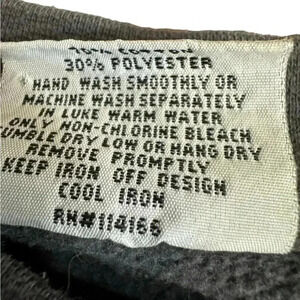 30% POLYESTER
HAND WASH SMOOTHLY OR
MACHINE WASH SEPARATELY
IN LUKE WARM WATER
ONLY NON-CHLORINE BLEACH
TUMBLE DRY LOW OR HANG DRY
REMOVE PROMPTLY
KEEP IRON OFF DESIGN
COOL IRON
RN#114166